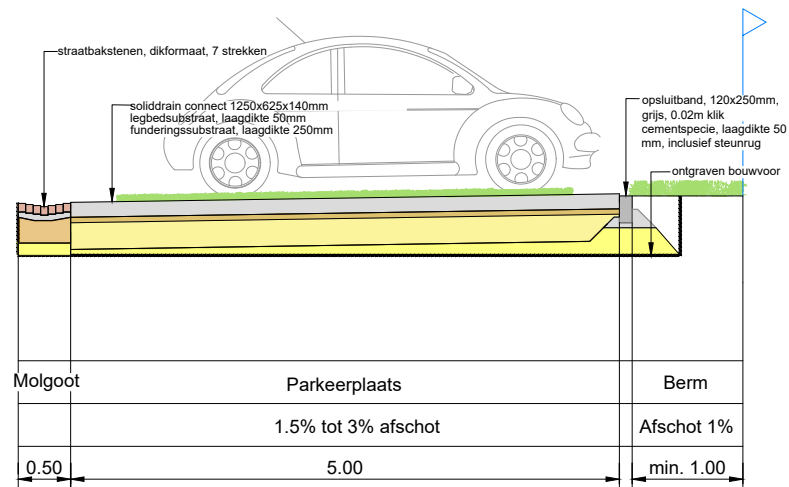 straatbakstenen, dikformaat, 7 strekken
soliddrain connect 1250x625x140mm
legbedsubstraat, laagdikte 50mm
funderingssubstraat, laagdikte 250mm
opsluitband, 120x250mm,
grijs, 0.02m klik
cementspecie, laagdikte 50
mm, inclusief steunrug
ontgraven bouwvoor
Molgoot
Parkeerplaats
Berm
1.5% tot 3% afschot
Afschot 1%
0.50
5.00
min. 1.00